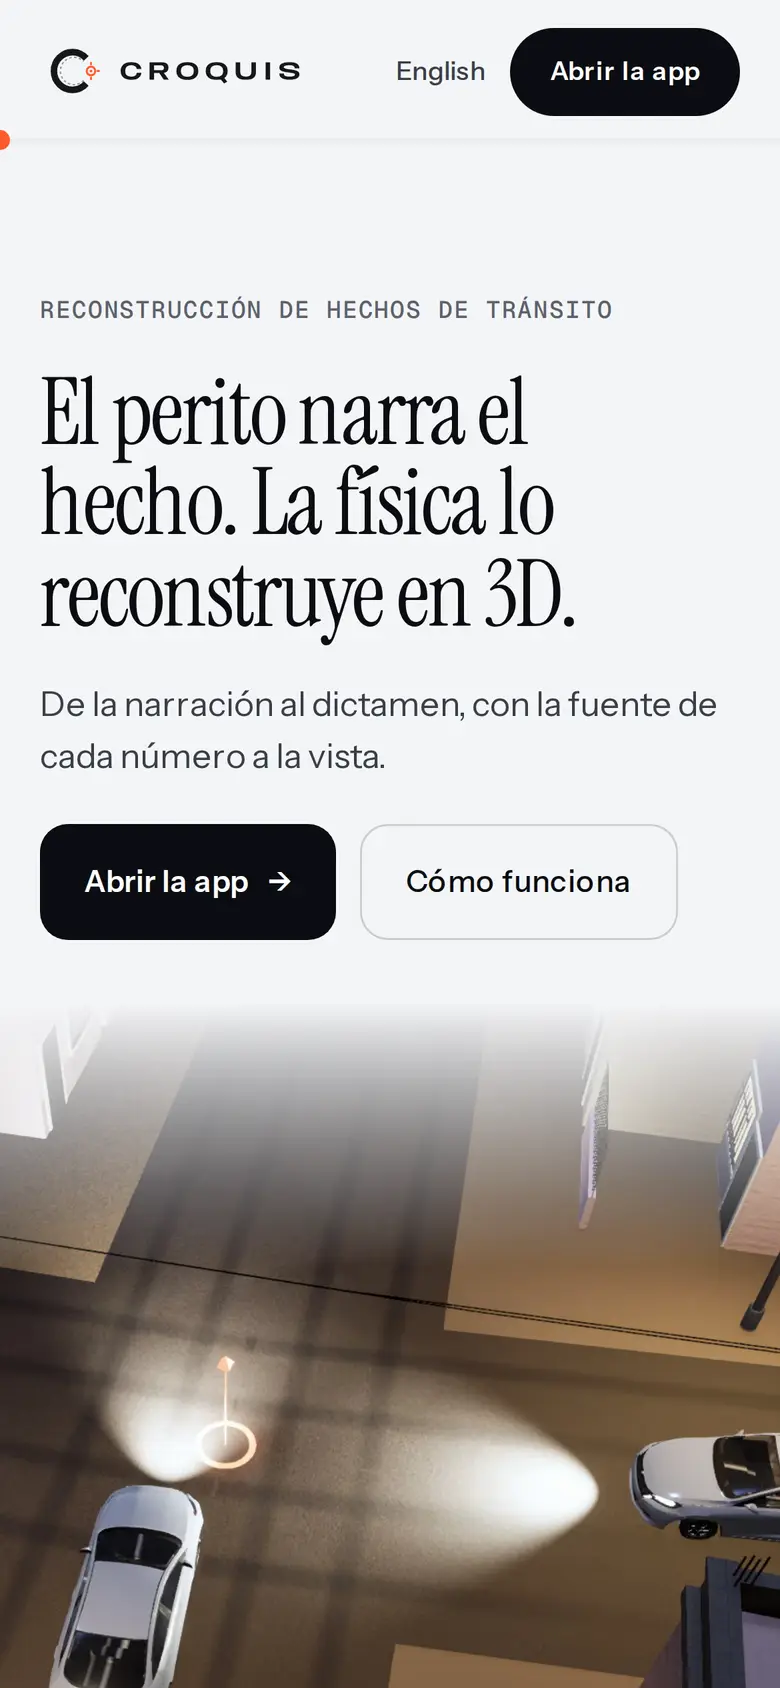 CROQUIS
English
Abrir la app
RECONSTRUCCIÓN DE HECHOS DE TRÁNSITO
El perito narra el
hecho. La física lo
reconstruye en 3D.
De la narración al dictamen, con la fuente de
cada número a la vista.
Abrir la app →
Cómo funciona